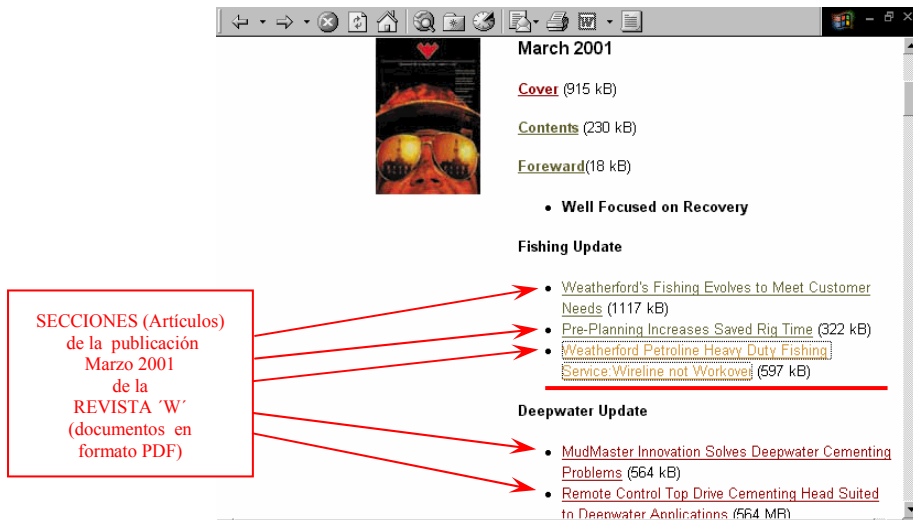 March 2001
Cover (915 kB)
Contents (230 kB)
Foreward(18 kB)
• Well Focused on Recovery
Fishing Update
• Weatherford's Fishing Evolves to Meet Customer
Needs (1117 kB)
• Pre-Planning Increases Saved Rig Time (322 kB)
• Weatherford Petroline Heavy Duty Fishing
Service:Wireline not Workover (597 kB)
Deepwater Update
• MudMaster Innovation Solves Deepwater Cementing
Problems (564 kB)
• Remote Control Top Drive Cementing Head Suited
to Deepwater Applications (564 MB)
SECCIONES (Artículos)
de la publicación
Marzo 2001
de la
REVISTA ´W´
(documentos en
formato PDF)